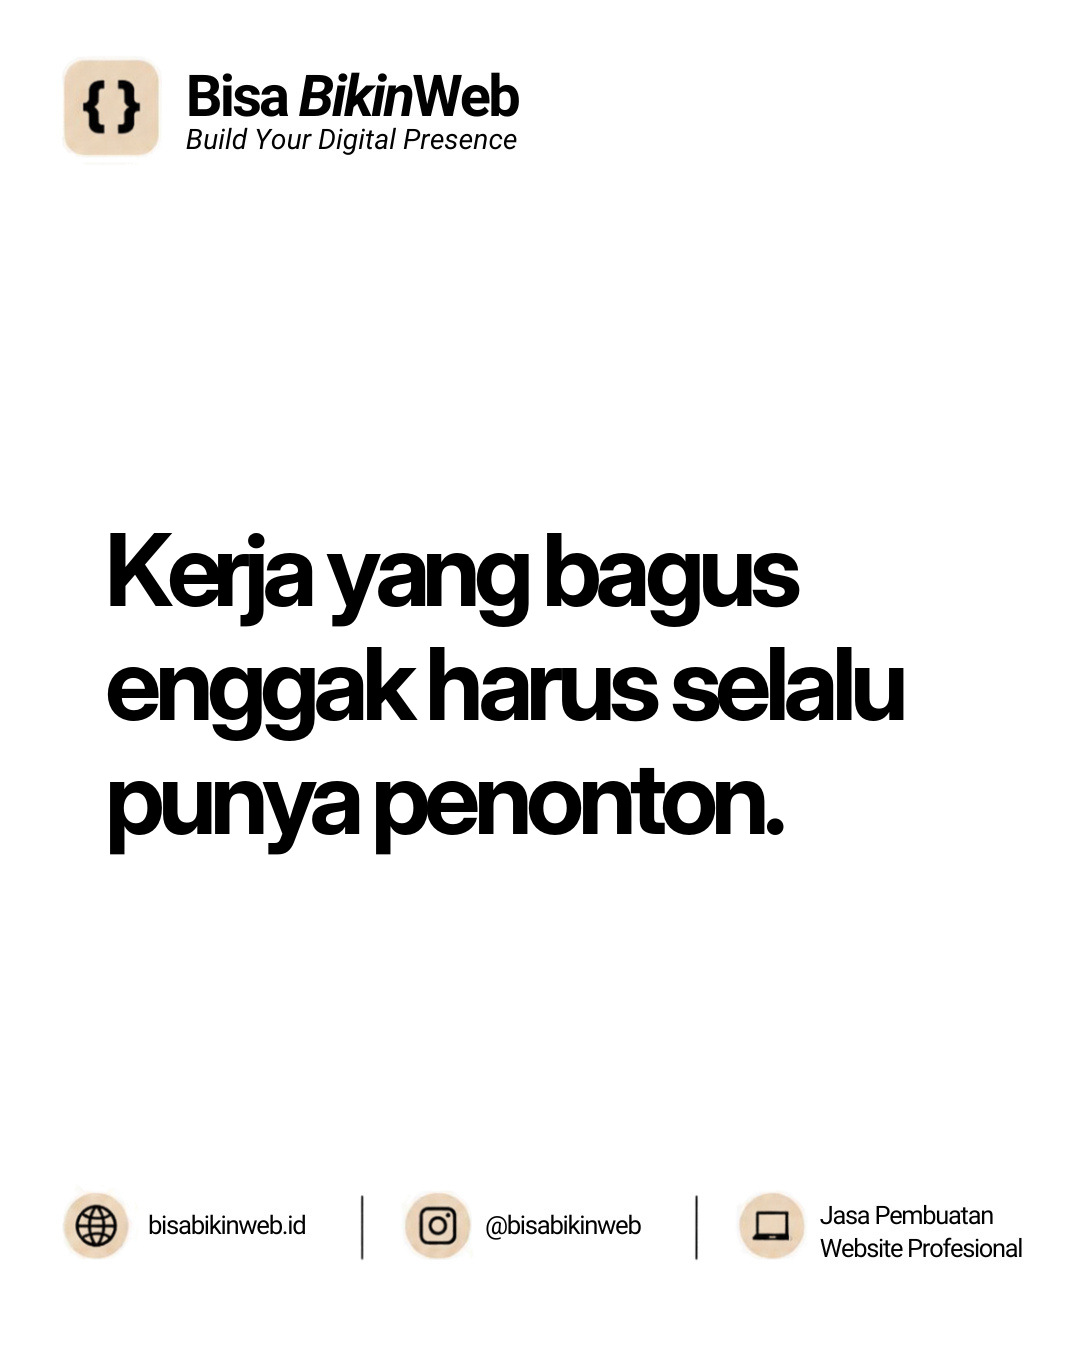 Bisa BikinWeb
Build Your Digital Presence
Kerja yang bagus
enggak harus selalu
punya penonton.
bisabikinweb.id
@bisabikinweb
Jasa Pembuatan
Website Profesional